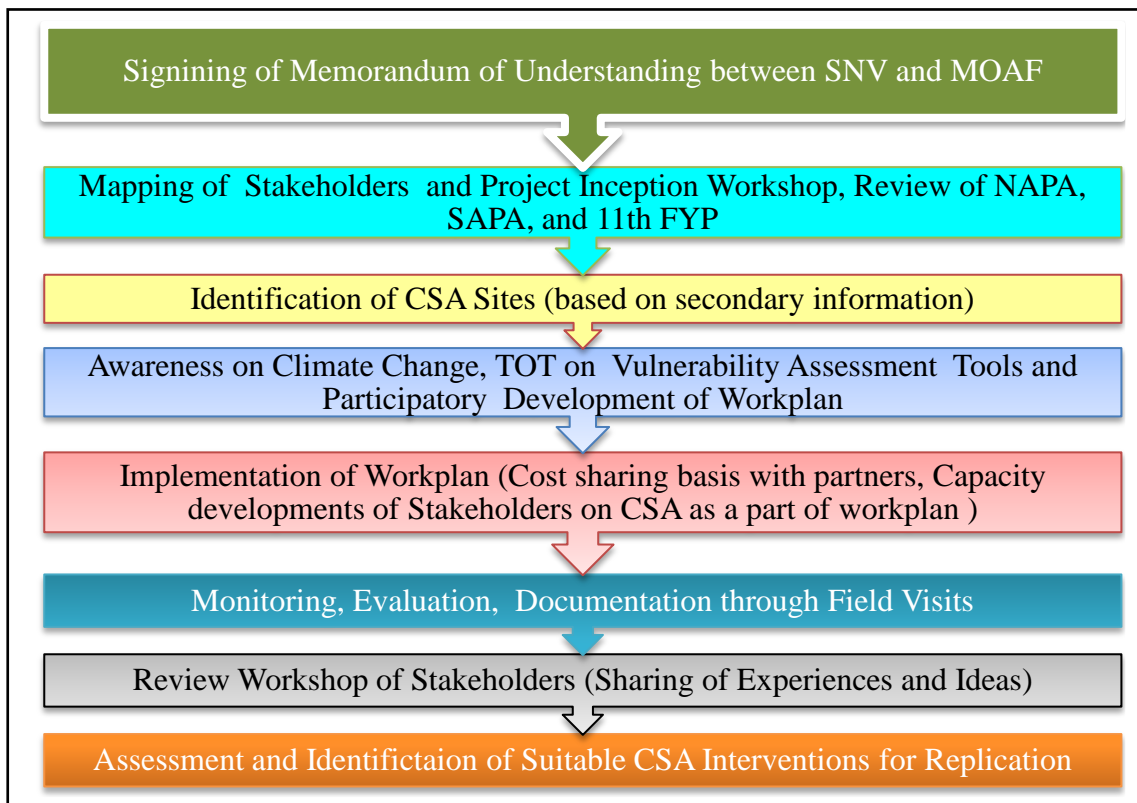 Signining of Memorandum of Understanding between SNV and MOAF
Mapping of Stakeholders and Project Inception Workshop, Review of NAPA,
SAPA, and 11th FYP
Identification of CSA Sites (based on secondary information)
Awareness on Climate Change, TOT on Vulnerability Assessment Tools and
Participatory Development of Workplan
Implementation of Workplan (Cost sharing basis with partners, Capacity
developments of Stakeholders on CSA as a part of workplan )
Monitoring, Evaluation, Documentation through Field Visits
Review Workshop of Stakeholders (Sharing of Experiences and Ideas)
Assessment and Identifictaion of Suitable CSA Interventions for Replication